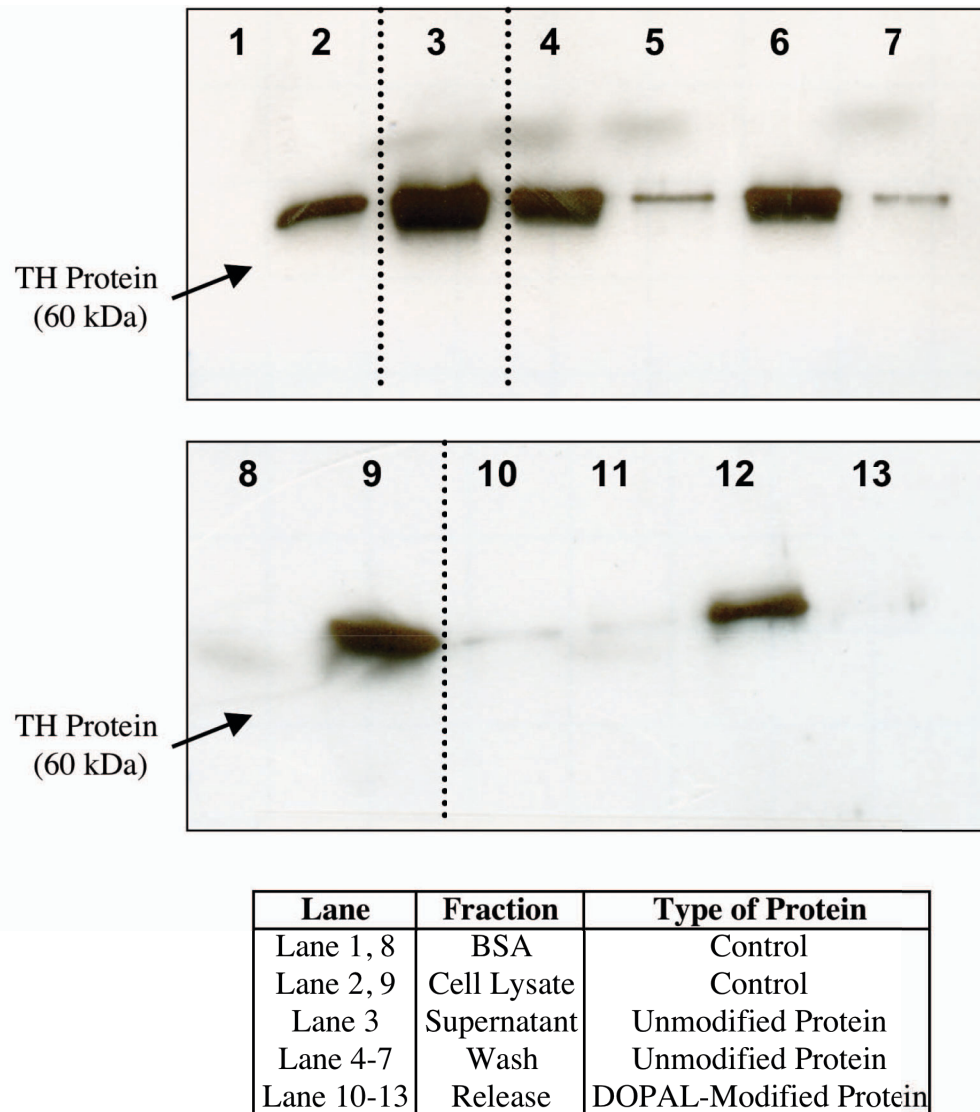 1 2 3 4 5 6 7
TH Protein
(60 kDa)
8 9 10 11 12 13
TH Protein
(60 kDa)
Lane Fraction Type of Protein
Lane 1, 8 BSA Control
Lane 2, 9 Cell Lysate Control
Lane 3 Supernatant Unmodified Protein
Lane 4-7 Wash Unmodified Protein
Lane 10-13 Release DOPAL-Modified Protein